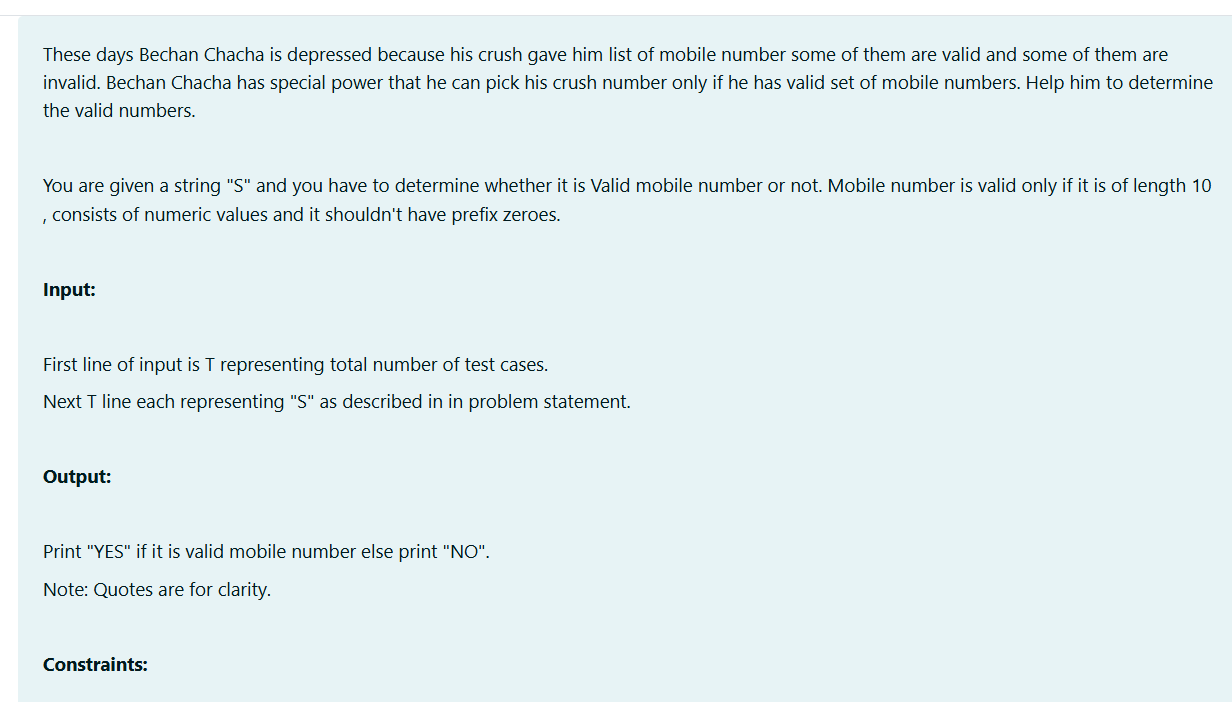 These days Bechan Chacha is depressed because his crush gave him list of mobile number some of them are valid and some of them are
invalid. Bechan Chacha has special power that he can pick his crush number only if he has valid set of mobile numbers. Help him to determine
the valid numbers.
You are given a string "S" and you have to determine whether it is Valid mobile number or not. Mobile number is valid only if it is of length 10
, consists of numeric values and it shouldn't have prefix zeroes.
Input:
First line of input is T representing total number of test cases.
Next T line each representing "S" as described in in problem statement.
Output:
Print "YES" if it is valid mobile number else print "NO".
Note: Quotes are for clarity.
Constraints: